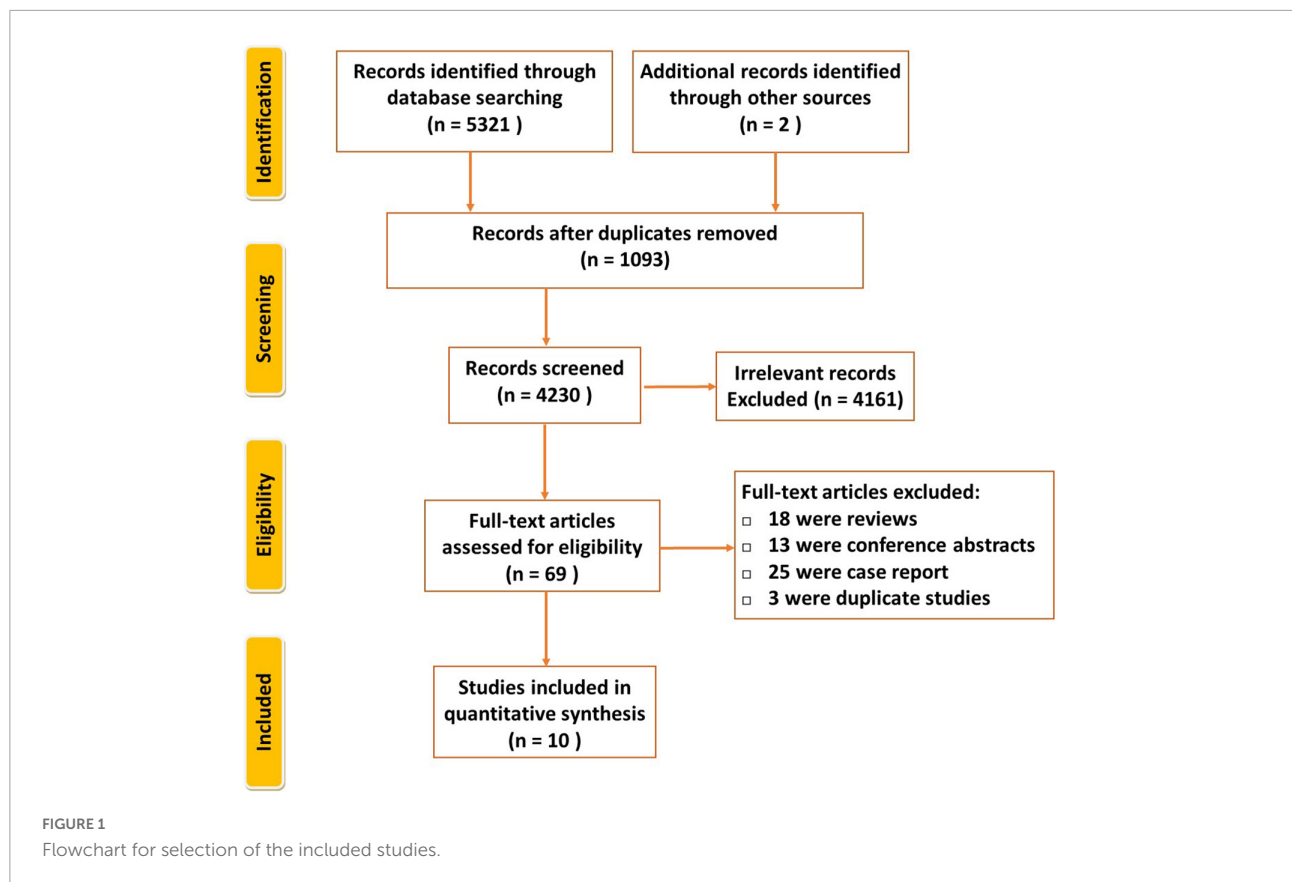 Identification
Records identified through
database searching
(n = 5321 )
Additional records identified
through other sources
(n = 2 )
Records after duplicates removed
(n = 1093)
Screening
Records screened
(n = 4230 )
Irrelevant records
Excluded (n = 4161)
Eligibility
Full-text articles
assessed for eligibility
(n = 69 )
Full-text articles excluded:
□ 18 were reviews
□ 13 were conference abstracts
□ 25 were case report
□ 3 were duplicate studies
Included
Studies included in
quantitative synthesis
(n = 10 )
FIGURE 1
Flowchart for selection of the included studies.